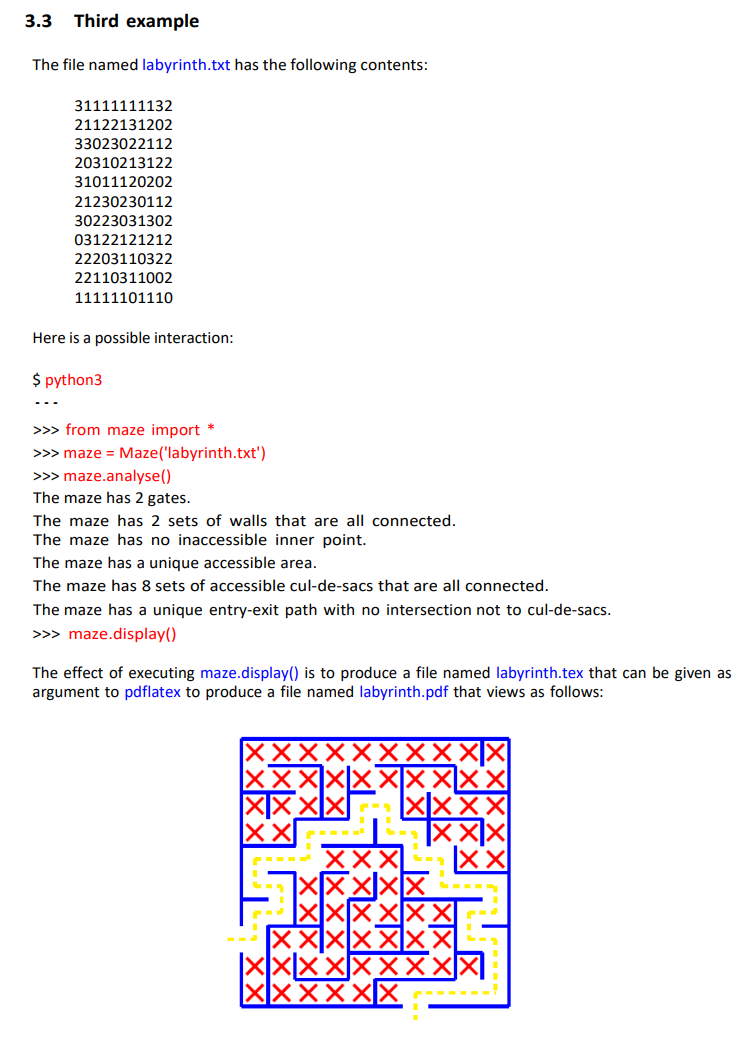 3.3 Third example
The file named labyrinth.txt has the following contents:
31111111132
21122131202
33023022112
20310213122
31011120202
21230230112
30223031302
03122121212
22203110322
22110311002
11111101110
Here is a possible interaction:
$ python3
---
>>> from maze import *
>>> maze = Maze('labyrinth.txt')
>>> maze.analyse()
The maze has 2 gates.
The maze has 2 sets of walls that are all connected.
The maze has no inaccessible inner point.
The maze has a unique accessible area.
The maze has 8 sets of accessible cul-de-sacs that are all connected.
The maze has a unique entry-exit path with no intersection not to cul-de-sacs.
>>> maze.display()
The effect of executing maze.display() is to produce a file named labyrinth.tex that can be given as
argument to pdflatex to produce a file named labyrinth.pdf that views as follows: